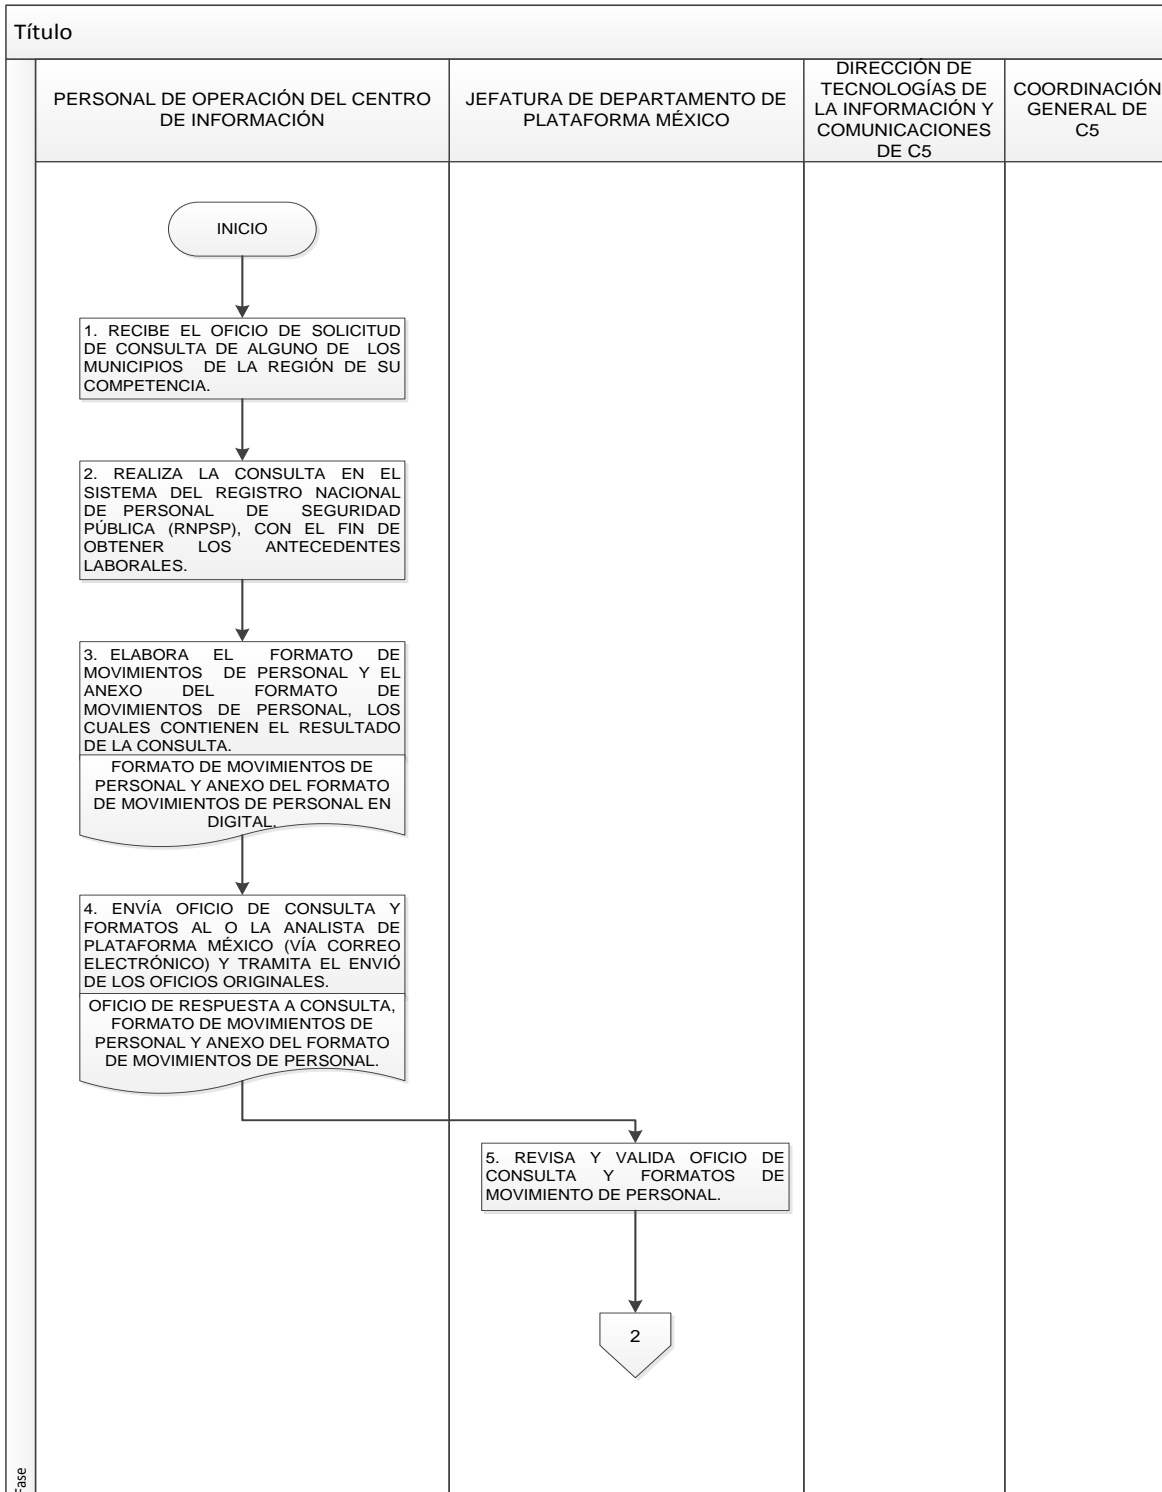 Título
PERSONAL DE OPERACIÓN DEL CENTRO
DE INFORMACIÓN
JEFATURA DE DEPARTAMENTO DE
PLATAFORMA MÉXICO
DIRECCIÓN DE
TECNOLOGÍAS DE
LA INFORMACIÓN Y
COMUNICACIONES
DE C5
COORDINACIÓN
GENERAL DE
C5
INICIO
1. RECIBE EL OFICIO DE SOLICITUD
DE CONSULTA DE ALGUNO DE LOS
MUNICIPIOS DE LA REGIÓN DE SU
COMPETENCIA.
2. REALIZA LA CONSULTA EN EL
SISTEMA DEL REGISTRO NACIONAL
DE PERSONAL DE SEGURIDAD
PÚBLICA (RNPSP), CON EL FIN DE
OBTENER LOS ANTECEDENTES
LABORALES.
3. ELABORA EL FORMATO DE
MOVIMIENTOS DE PERSONAL Y EL
ANEXO DEL FORMATO DE
MOVIMIENTOS DE PERSONAL, LOS
CUALES CONTIENEN EL RESULTADO
DE LA CONSULTA.
FORMATO DE MOVIMIENTOS DE
PERSONAL Y ANEXO DEL FORMATO
DE MOVIMIENTOS DE PERSONAL EN
DIGITAL.
4. ENVÍA OFICIO DE CONSULTA Y
FORMATOS AL O LA ANALISTA DE
PLATAFORMA MÉXICO (VÍA CORREO
ELECTRÓNICO) Y TRAMITA EL ENVIÓ
DE LOS OFICIOS ORIGINALES.
OFICIO DE RESPUESTA A CONSULTA,
FORMATO DE MOVIMIENTOS DE
PERSONAL Y ANEXO DEL FORMATO
DE MOVIMIENTOS DE PERSONAL.
5. REVISA Y VALIDA OFICIO DE
CONSULTA Y FORMATOS DE
MOVIMIENTO DE PERSONAL.
2
Fase